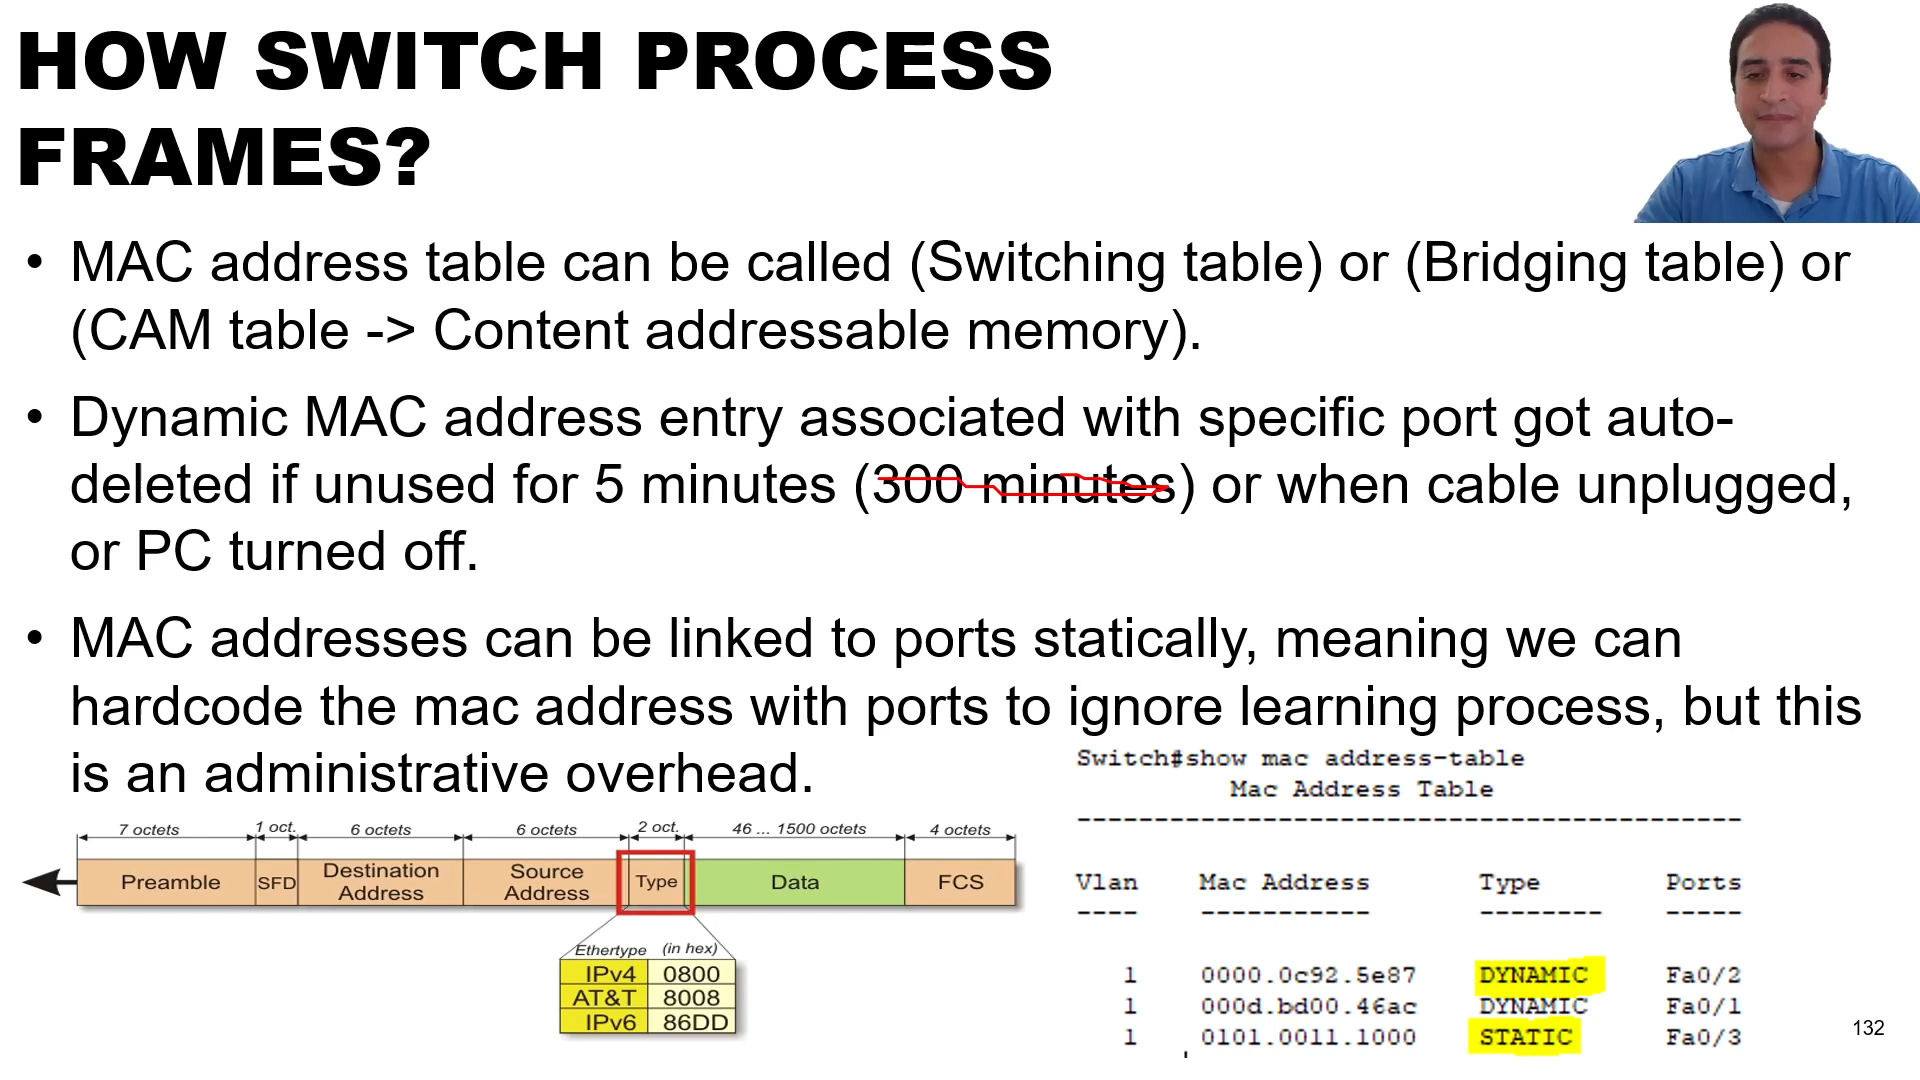 HOW SWITCH PROCESS
FRAMES?
• MAC address table can be called (Switching table) or (Bridging table) or
(CAM table -> Content addressable memory).
• Dynamic MAC address entry associated with specific port got auto-
deleted if unused for 5 minutes (300 minutes) or when cable unplugged,
or PC turned off.
• MAC addresses can be linked to ports statically, meaning we can
hardcode the mac address with ports to ignore learning process, but this
is an administrative overhead.
7 octets 1 oct. 6 octets 6 octets 2 oct. 46 ... 1500 octets 4 octets
Preamble SFD Destination Address Source Address Type Data FCS
Ethertype (in hex)
IPv4 0800
AT&T 8008
IPv6 86DD
Switch#show mac address-table
Mac Address Table
-------------------------------------------
Vlan Mac Address Type Ports
---- ----------- -------- -----
1 0000.0c92.5e87 DYNAMIC Fa0/2
1 000d.bd00.46ac DYNAMIC Fa0/1
1 0101.0011.1000 STATIC Fa0/3
132